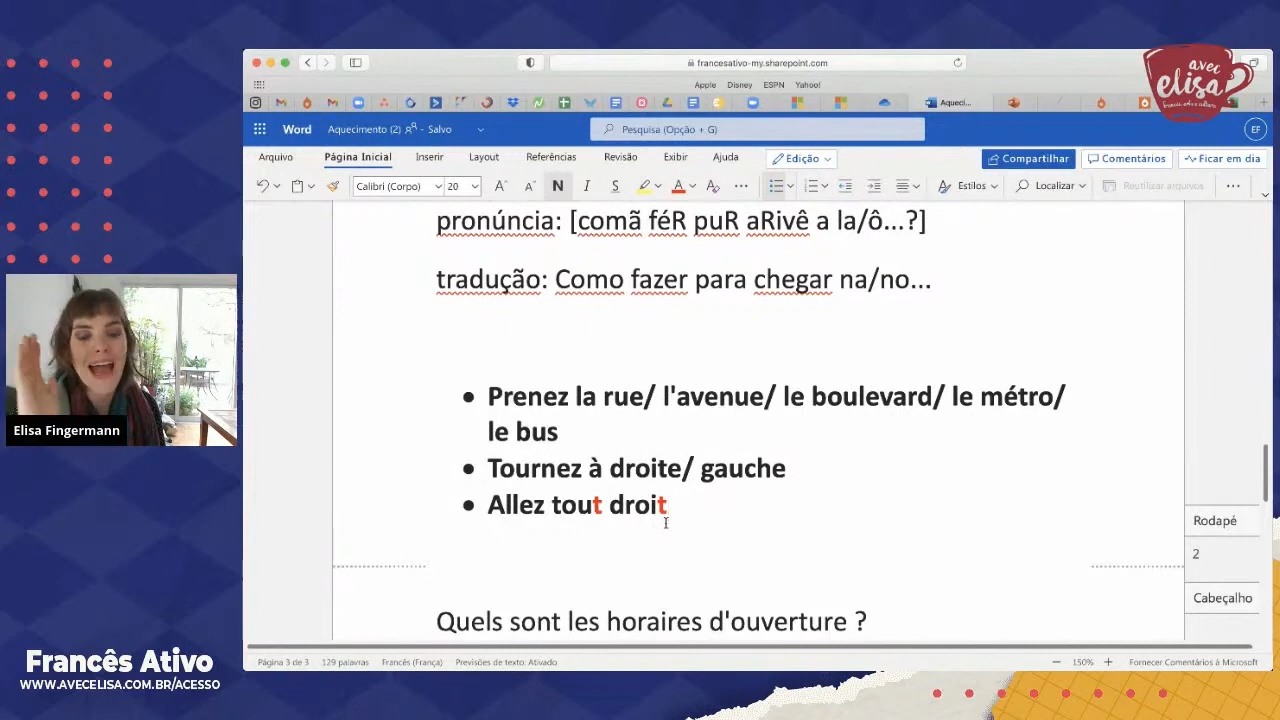 francesativo-my.sharepoint.com
Apple Disney ESPN Yahoo!
Aqueci...
avec
elisa
Word Aquecimento (2) - Salvo Pesquisa (Opção + G) EF
Arquivo Página Inicial Inserir Layout Referências Revisão Exibir Ajuda Edição Compartilhar Comentários Ficar em dia
Calibri (Corpo) 20 A A N I S A A Estilos Localizar Reutilizar arquivos
pronúncia: [comã féR puR aRivê a la/ô...?]
tradução: Como fazer para chegar na/no...
• Prenez la rue/ l'avenue/ le boulevard/ le métro/
le bus
• Tournez à droite/ gauche
• Allez tout droit
Quels sont les horaires d'ouverture ?
Rodapé
2
Cabeçalho
Página 3 de 3 129 palavras Francês (França) Previsões de texto: Ativado 150% Fornecer Comentários à Microsoft
Elisa Fingermann
Francês Ativo
WWW.AVECELISA.COM.BR/ACESSO